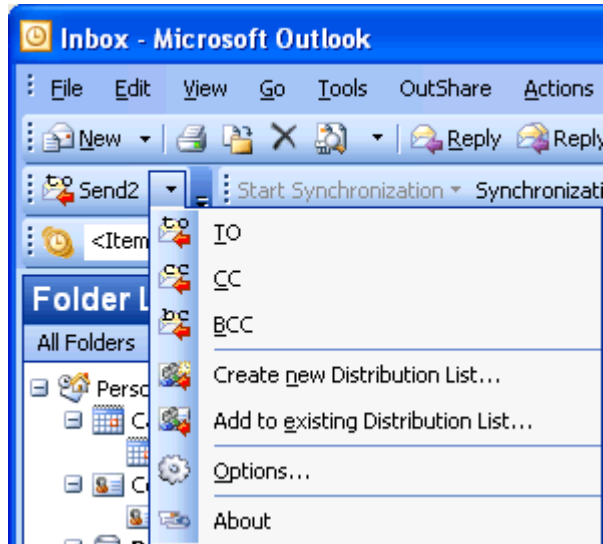 Inbox - Microsoft Outlook
File Edit View Go Tools OutShare Actions
New Reply
Send2 Start Synchronization
<Item
TO
CC
BCC
Folder
All Folders
Create new Distribution List...
Add to existing Distribution List...
Options...
About